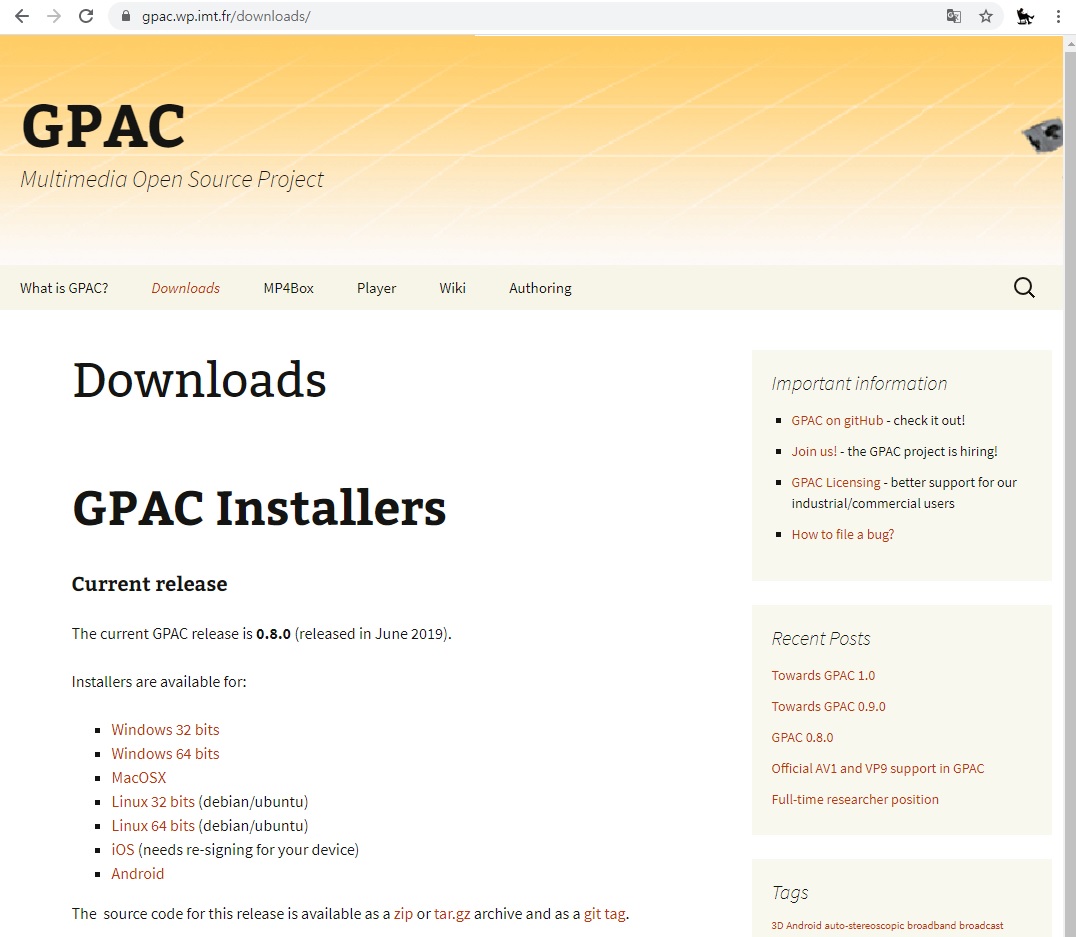 gpac.wp.imt.fr/downloads/
GPAC
Multimedia Open Source Project
What is GPAC? Downloads MP4Box Player Wiki Authoring
Downloads
GPAC Installers
Current release
The current GPAC release is 0.8.0 (released in June 2019).
Installers are available for:
Windows 32 bits
Windows 64 bits
MacOSX
Linux 32 bits (debian/ubuntu)
Linux 64 bits (debian/ubuntu)
iOS (needs re-signing for your device)
Android
The source code for this release is available as a zip or tar.gz archive and as a git tag.
Important information
GPAC on gitHub - check it out!
Join us! - the GPAC project is hiring!
GPAC Licensing - better support for our
industrial/commercial users
How to file a bug?
Recent Posts
Towards GPAC 1.0
Towards GPAC 0.9.0
GPAC 0.8.0
Official AV1 and VP9 support in GPAC
Full-time researcher position
Tags
3D Android auto-stereoscopic broadband broadcast